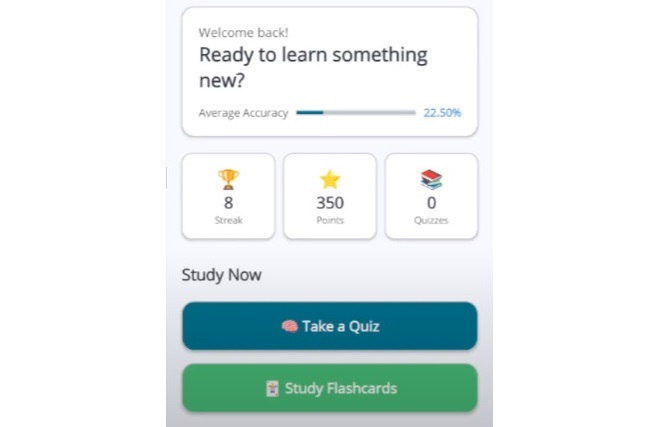 Welcome back!
Ready to learn something
new?
Average Accuracy 22.50%
8 350 0
Streak Points Quizzes
Study Now
Take a Quiz
Study Flashcards